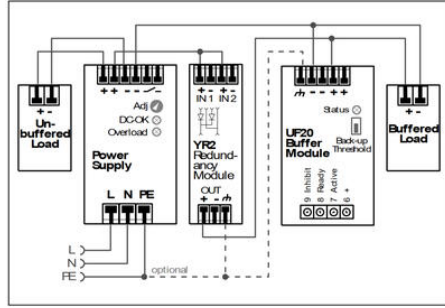 + -
Un-
buffered
Load
+ + - -
Adj
DC-OK
Overload
Power
Supply
L N PE
+ - +
IN 1 IN 2
YR2
Redund-
ancy
Module
OUT
+ -
- - + +
Status
UF20
Buffer
Module
Back-up
Threshold
9 Inhibit
8 Ready
7 Active
6 +
+ -
Buffered
Load
L
N
PE
optional